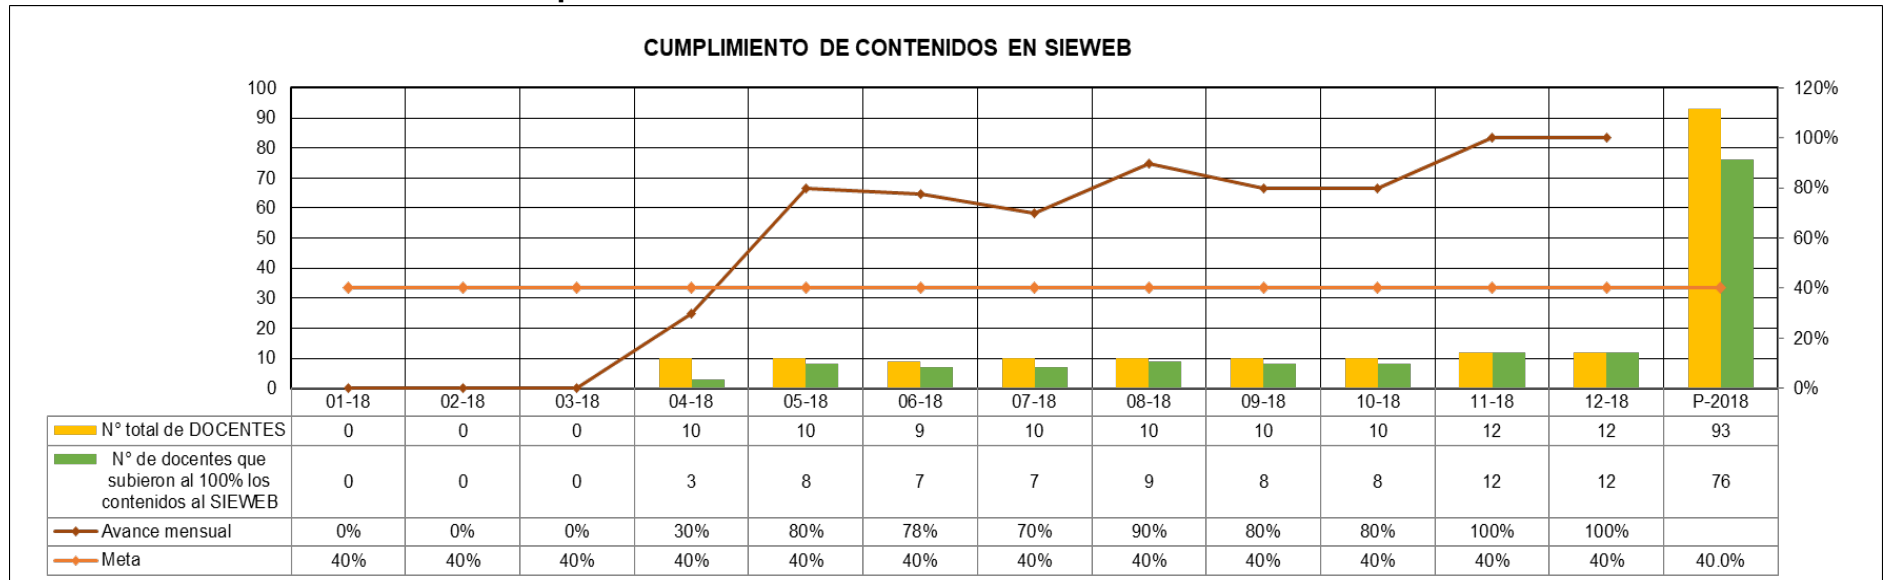 CUMPLIMIENTO DE CONTENIDOS EN SIEWEB
100 120%
90
80 100%
70 80%
60
50 60%
40
30 40%
20 20%
10
0 0%
01-18 02-18 03-18 04-18 05-18 06-18 07-18 08-18 09-18 10-18 11-18 12-18 P-2018
N° total de DOCENTES 0 0 0 10 10 9 10 10 10 10 12 12 93
N° de docentes que
subieron al 100% los 0 0 0 3 8 7 7 9 8 8 12 12 76
contenidos al SIEWEB
Avance mensual 0% 0% 0% 30% 80% 78% 70% 90% 80% 80% 100% 100%
Meta 40% 40% 40% 40% 40% 40% 40% 40% 40% 40% 40% 40% 40.0%